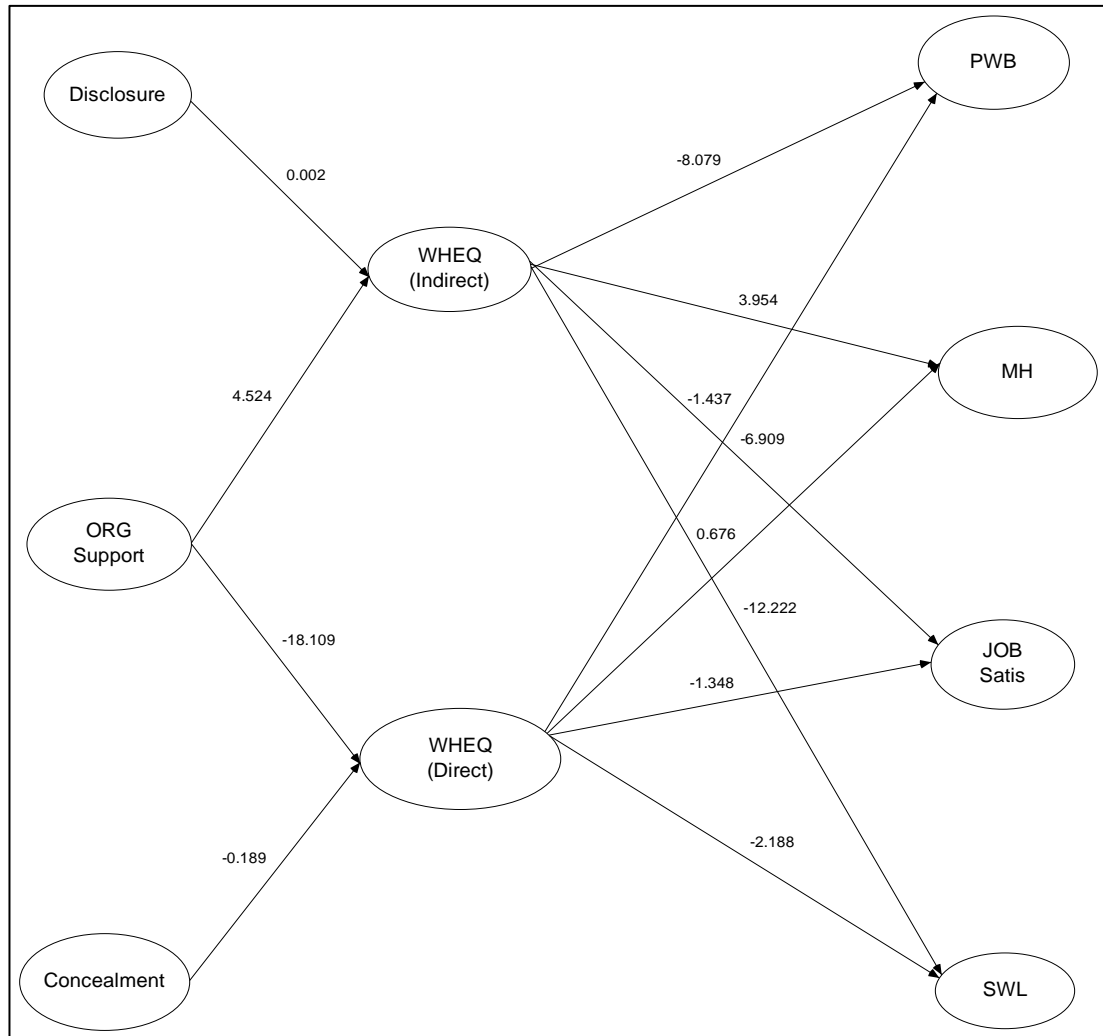 PWB
Disclosure
-8.079
0.002
WHEQ
(Indirect)
3.954
MH
4.524
-1.437
-6.909
ORG
Support
0.676
-12.222
-18.109
JOB
Satis
-1.348
WHEQ
(Direct)
-2.188
-0.189
Concealment
SWL